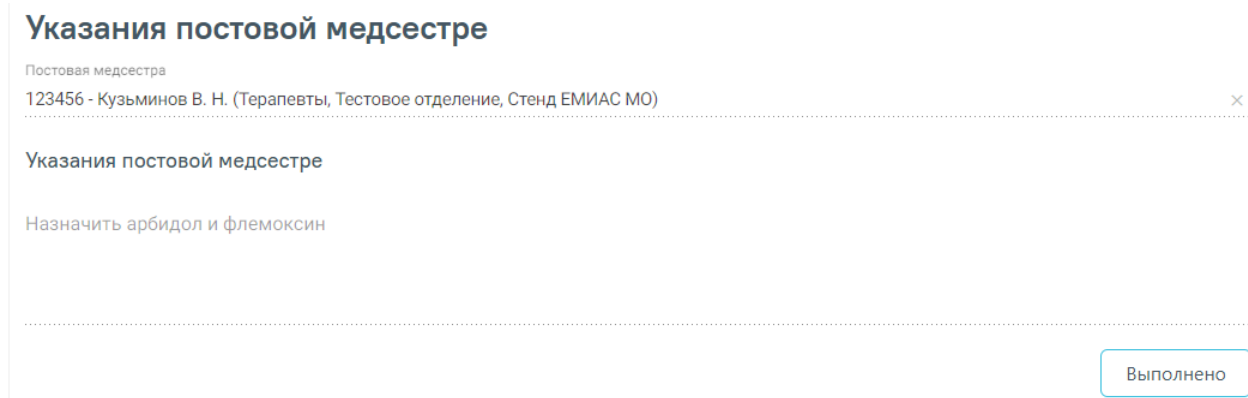 Указания постовой медсестре
Постовая медсестра
123456 - Кузьминов В. Н. (Терапевты, Тестовое отделение, Стенд ЕМИАС МО)
Указания постовой медсестре
Назначить арбидол и флемоксин
Выполнено